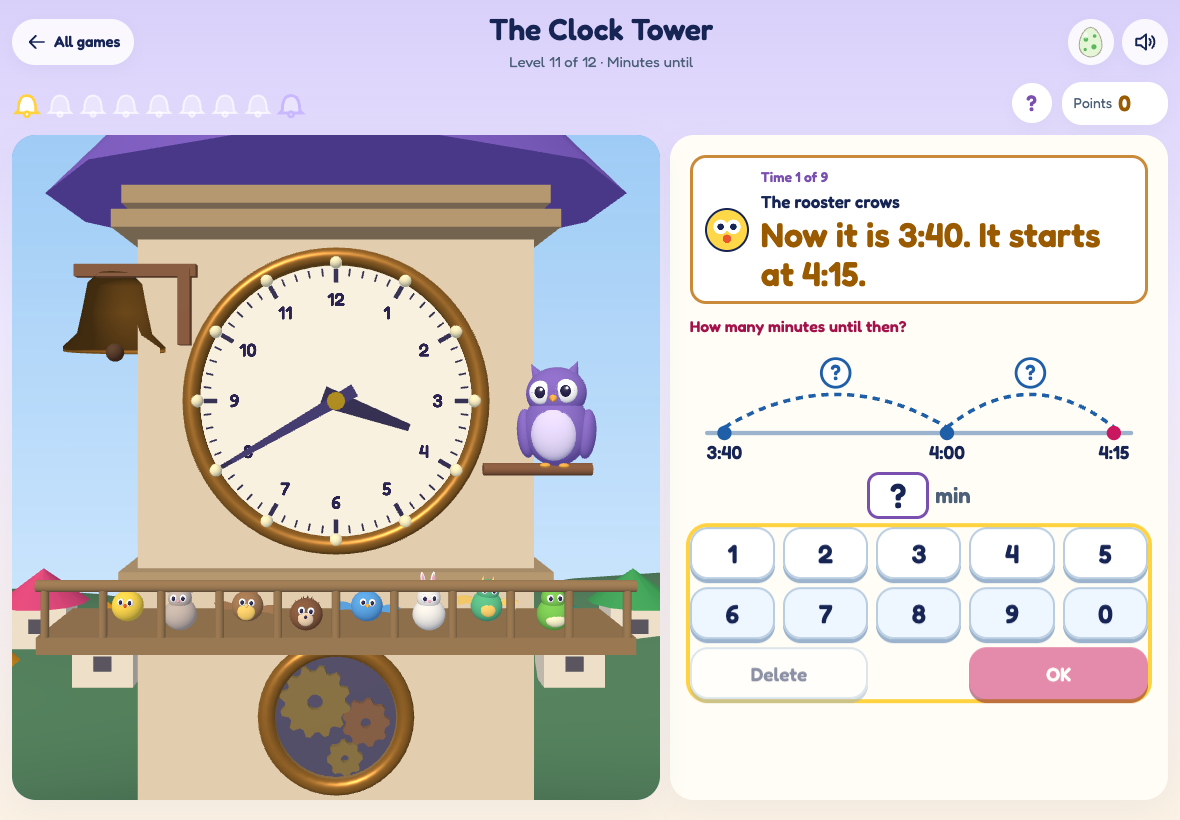 All games
The Clock Tower
Level 11 of 12 · Minutes until
?
Points 0
12
1
2
3
4
5
6
7
8
9
10
11
Time 1 of 9
The rooster crows
Now it is 3:40. It starts
at 4:15.
How many minutes until then?
? ?
3:40 4:00 4:15
? min
1 2 3 4 5
6 7 8 9 0
Delete OK